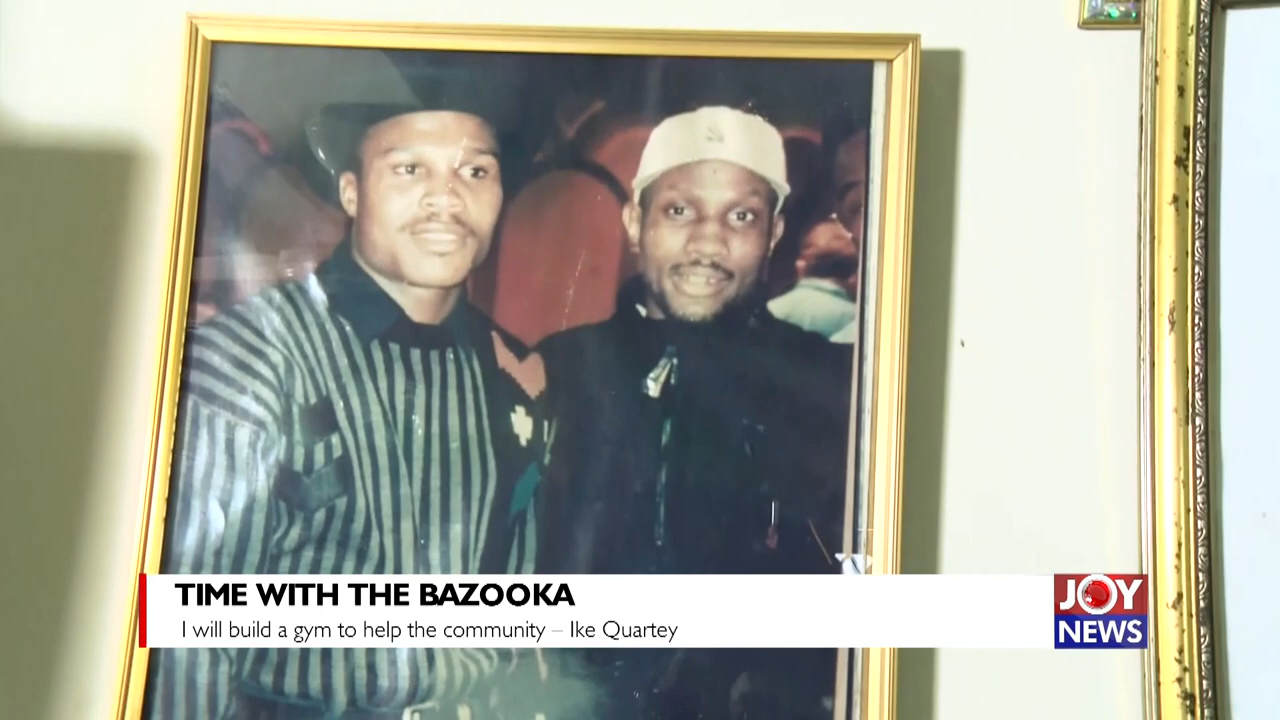 TIME WITH THE BAZOOKA
I will build a gym to help the community – Ike Quartey
JOY
NEWS